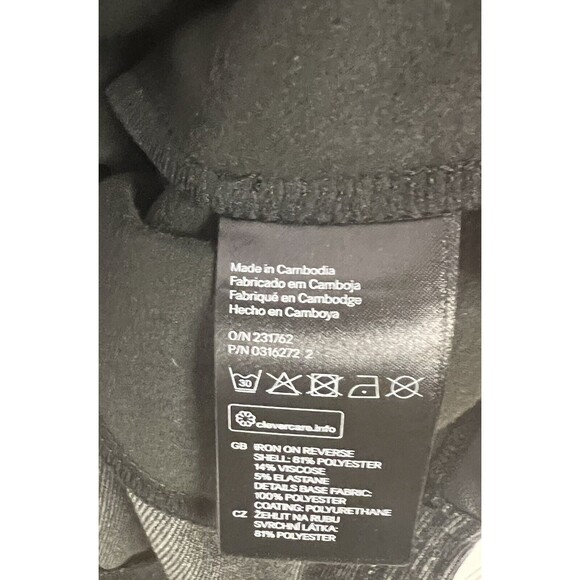 Made in Cambodia
Fabricado em Camboja
Fabriqué en Cambodge
Hecho en Camboya
O/N 231762
P/N 0316272 2
30
clevercare.info
GB IRON ON REVERSE
SHELL: 81% POLYESTER
14% VISCOSE
5% ELASTANE
DETAILS BASE FABRIC:
100% POLYESTER
COATING: POLYURETHANE
CZ ŽEHLIT NA RUBU
SVRCHNÍ LÁTKA:
81% POLYESTER